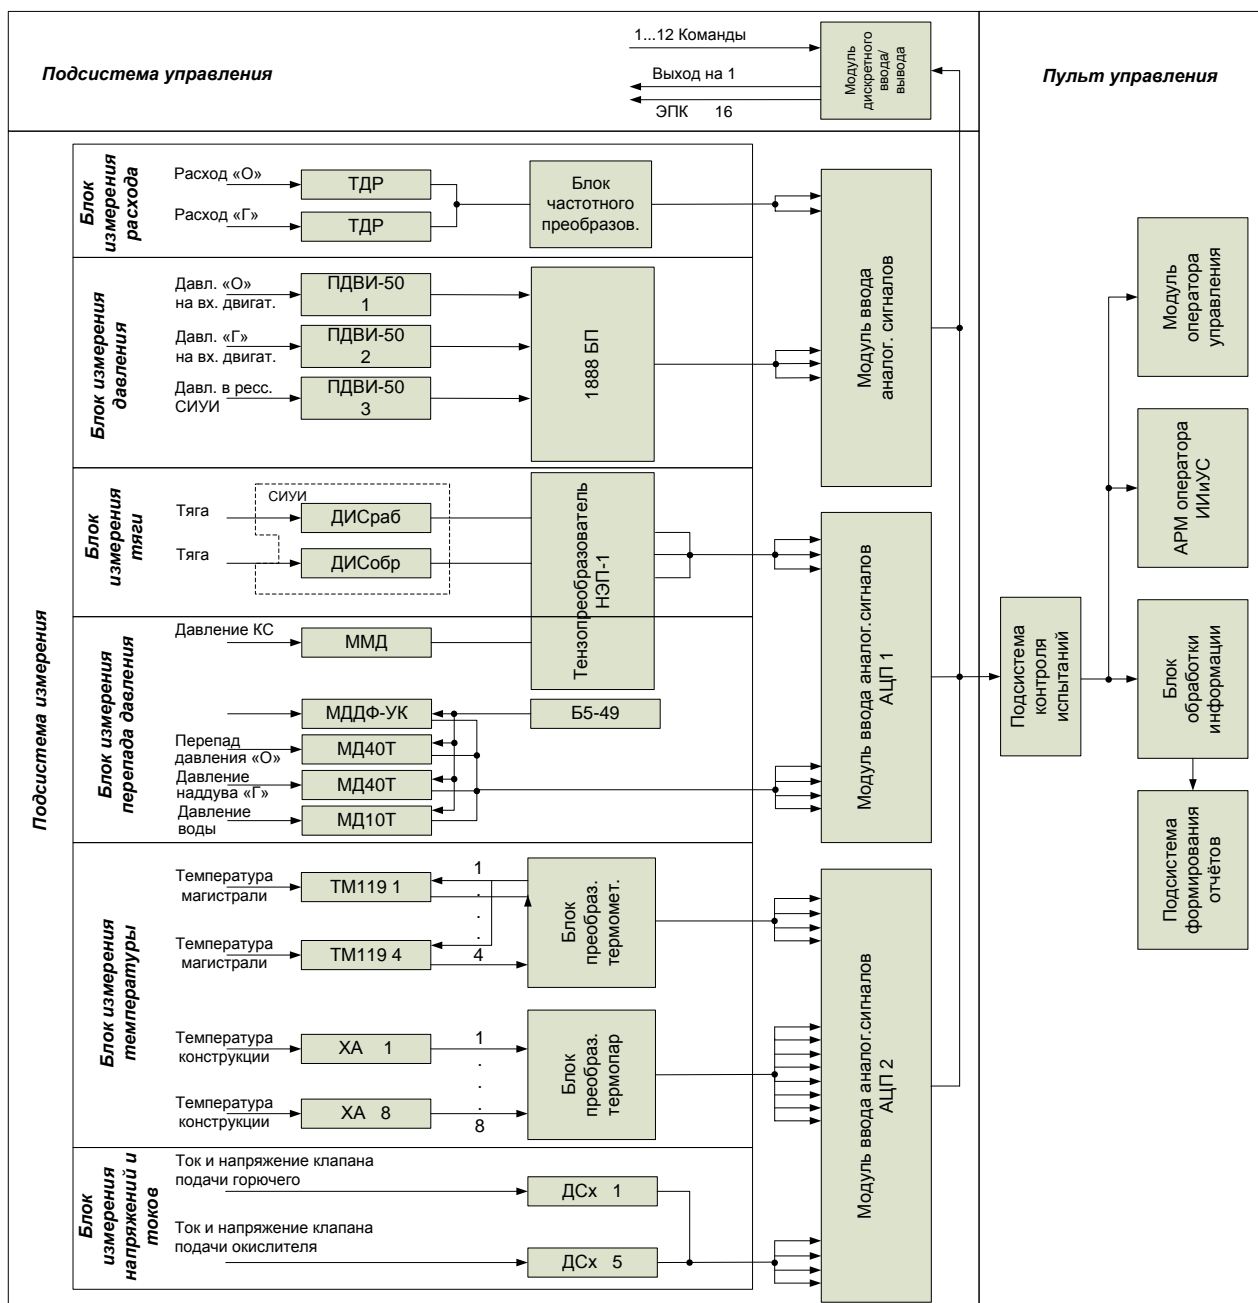 1...12 Команды
Выход на 1
ЭПК 16
Модуль
дискретного
ввода/
вывода
Подсистема управления
Пульт управления
Подсистема измерения
Блок
измерения
расхода
Расход «О»
ТДР
Расход «Г»
ТДР
Блок
частотного
преобразов.
Блок измерения
давления
Давл. «О»
на вх. двигат.
ПДВИ-50
1
Давл. «Г»
на вх. двигат.
ПДВИ-50
2
Давл. в ресс.
СИУИ
ПДВИ-50
3
1888 БП
Модуль ввода
аналог. сигналов
Блок
измерения
тяги
СИУИ
Тяга
ДИСраб
Тяга
ДИСобр
Тензопреобразователь
НЭП-1
Блок измерения
перепада давления
Давление КС
ММД
МДДФ-УК
Б5-49
Перепад
давления «О»
МД40Т
Давление
наддува «Г»
МД40Т
Давление
воды
МД10Т
Модуль ввода аналог.сигналов
АЦП 1
Блок измерения
температуры
Температура
магистрали
ТМ119 1
1
.
.
.
4
Температура
магистрали
ТМ119 4
Блок
преобраз.
термомет.
Температура
конструкции
ХА 1
1
.
.
.
.
8
Температура
конструкции
ХА 8
Блок
преобраз.
термопар
Модуль ввода аналог.сигналов
АЦП 2
Блок
измерения
напряжений и
токов
Ток и напряжение клапана
подачи горючего
ДСх 1
Ток и напряжение клапана
подачи окислителя
ДСх 5
Подсистема
контроля
испытаний
Модуль
оператора
управления
АРМ оператора
ИИиУС
Блок
обработки
информации
Подсистема
формирования
отчётов